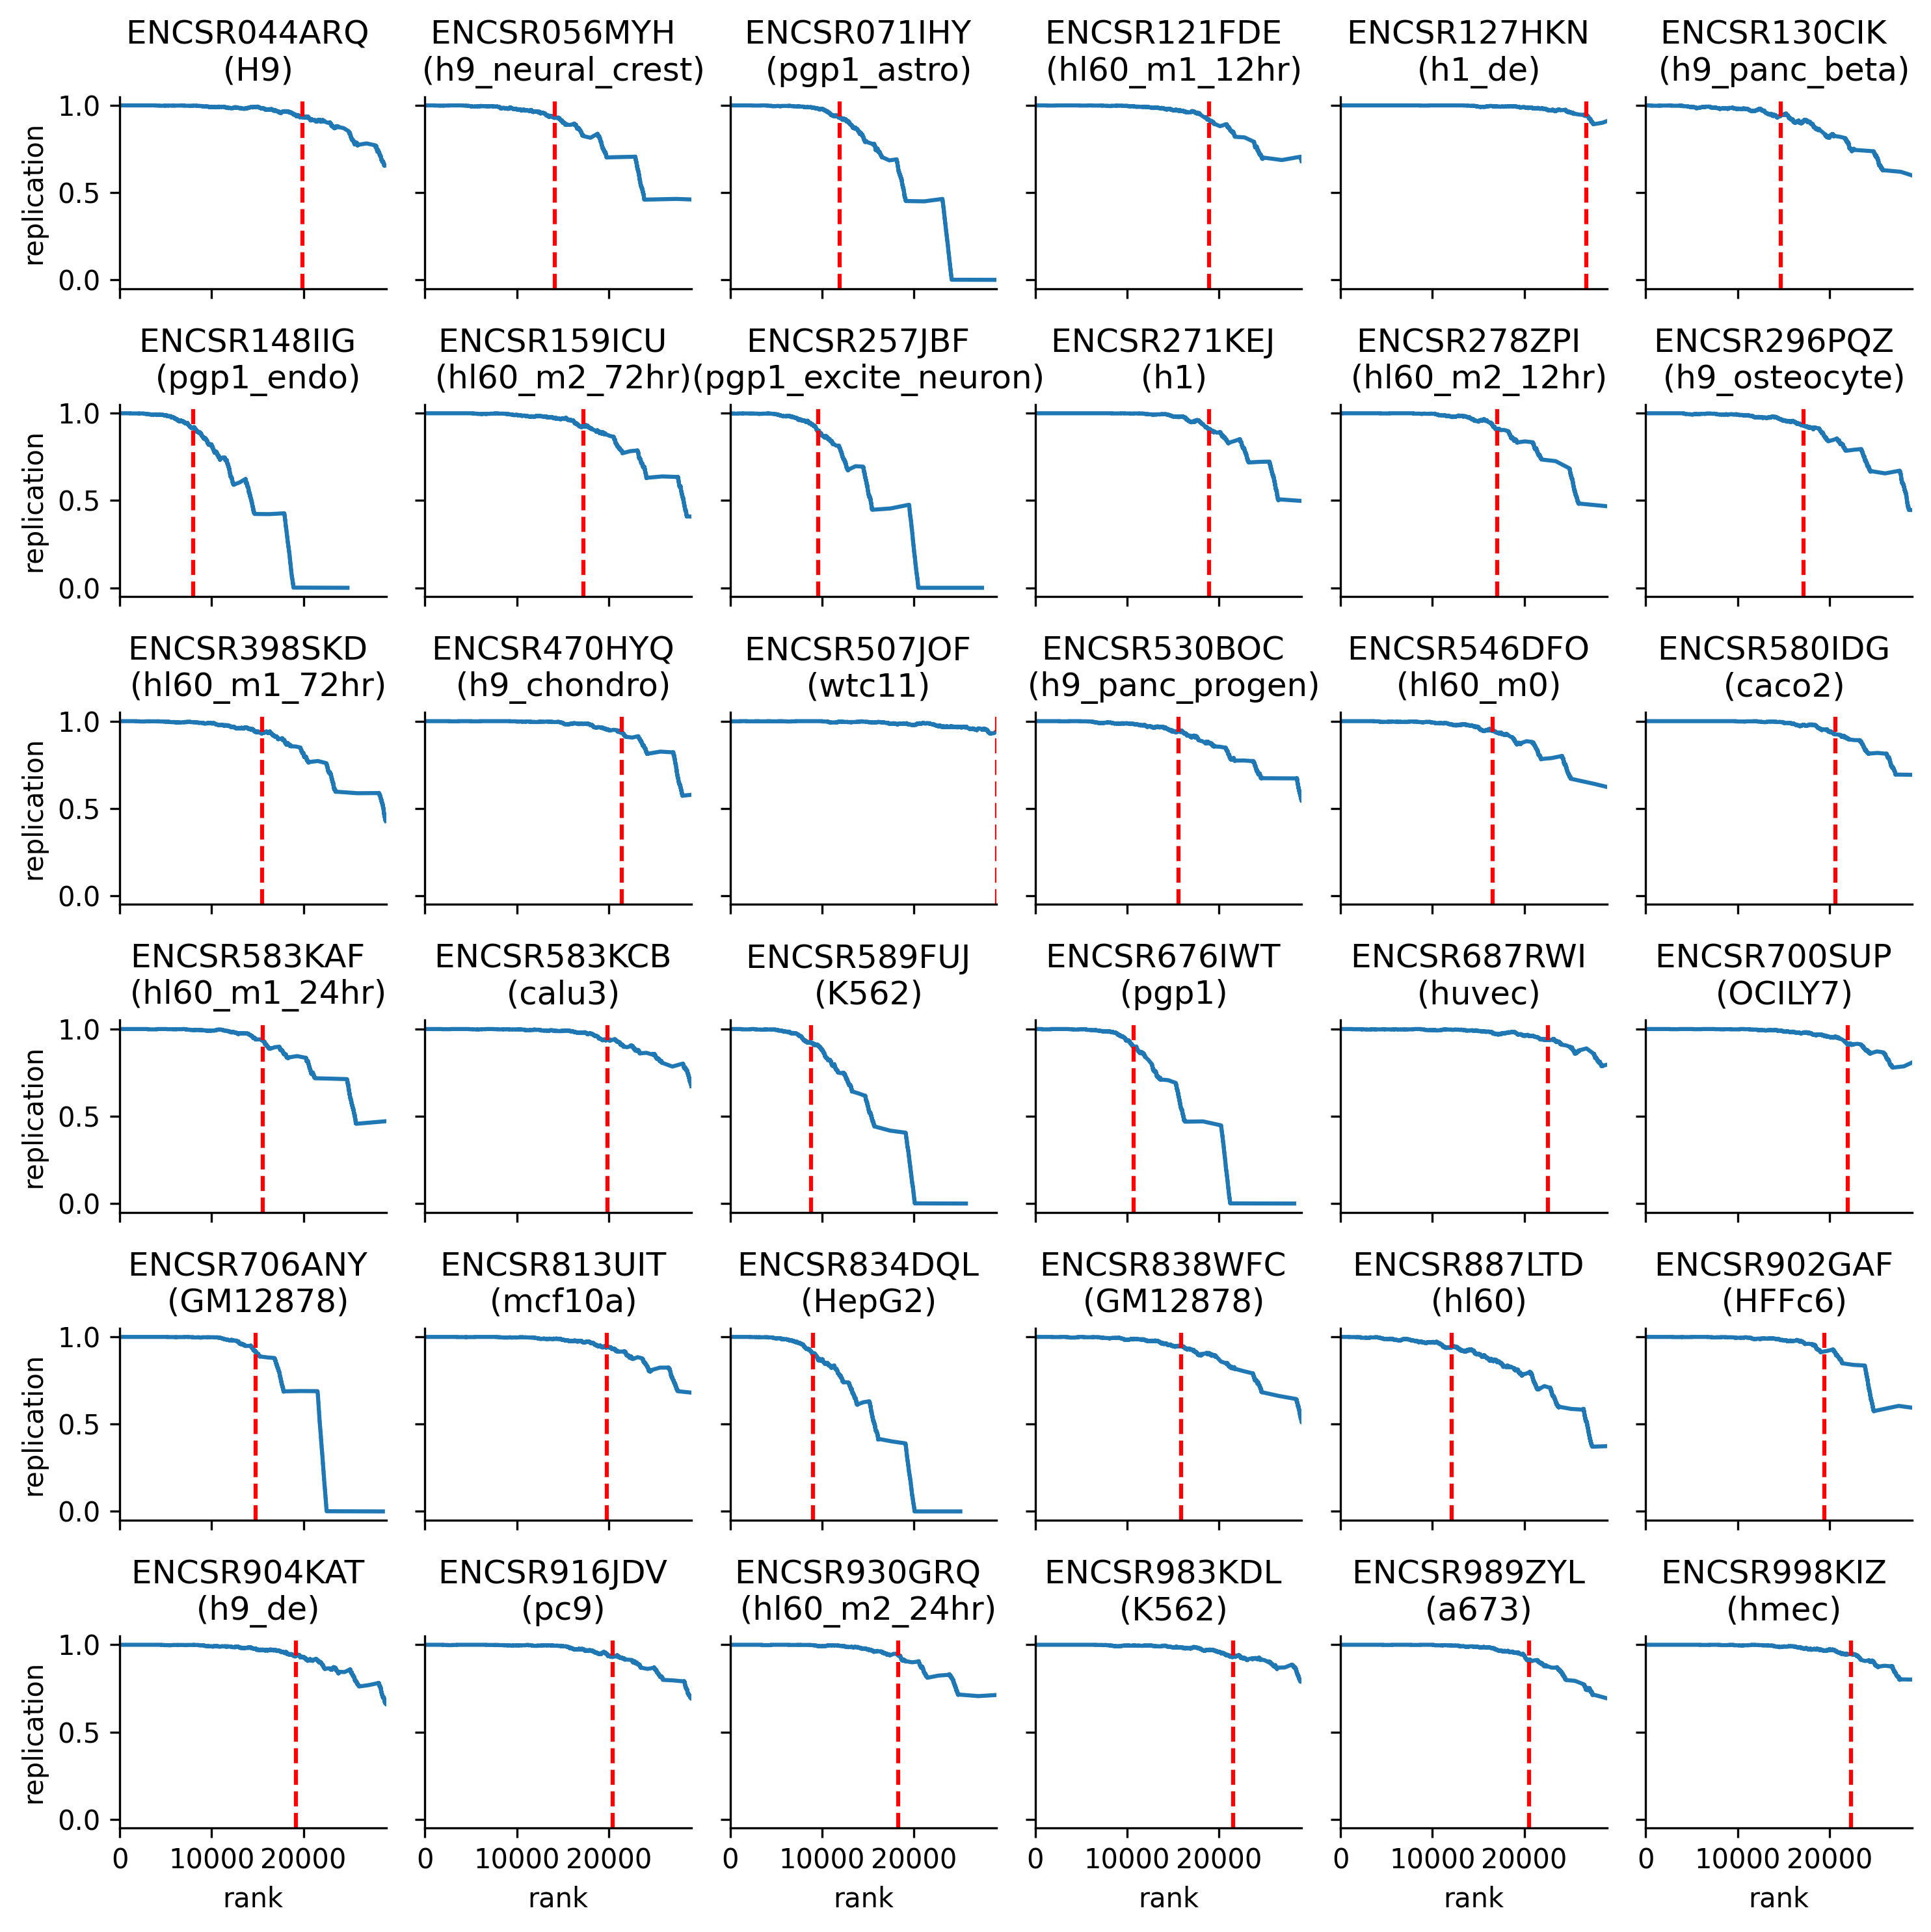 ENCSR044ARQ
(H9)
ENCSR056MYH
(h9_neural_crest)
ENCSR071IHY
(pgp1_astro)
ENCSR121FDE
(hl60_m1_12hr)
ENCSR127HKN
(h1_de)
ENCSR130CIK
(h9_panc_beta)
1.0
0.5
0.0
replication
ENCSR148IIG
(pgp1_endo)
ENCSR159ICU
(hl60_m2_72hr)
ENCSR257JBF
(pgp1_excite_neuron)
ENCSR271KEJ
(h1)
ENCSR278ZPI
(hl60_m2_12hr)
ENCSR296PQZ
(h9_osteocyte)
1.0
0.5
0.0
replication
ENCSR398SKD
(hl60_m1_72hr)
ENCSR470HYQ
(h9_chondro)
ENCSR507JOF
(wtc11)
ENCSR530BOC
(h9_panc_progen)
ENCSR546DFO
(hl60_m0)
ENCSR580IDG
(caco2)
1.0
0.5
0.0
replication
ENCSR583KAF
(hl60_m1_24hr)
ENCSR583KCB
(calu3)
ENCSR589FUJ
(K562)
ENCSR676IWT
(pgp1)
ENCSR687RWI
(huvec)
ENCSR700SUP
(OCILY7)
1.0
0.5
0.0
replication
ENCSR706ANY
(GM12878)
ENCSR813UIT
(mcf10a)
ENCSR834DQL
(HepG2)
ENCSR838WFC
(GM12878)
ENCSR887LTD
(hl60)
ENCSR902GAF
(HFFc6)
1.0
0.5
0.0
replication
ENCSR904KAT
(h9_de)
ENCSR916JDV
(pc9)
ENCSR930GRQ
(hl60_m2_24hr)
ENCSR983KDL
(K562)
ENCSR989ZYL
(a673)
ENCSR998KIZ
(hmec)
1.0
0.5
0.0
replication
0 10000 20000
0 10000 20000
0 10000 20000
0 10000 20000
0 10000 20000
0 10000 20000
rank
rank
rank
rank
rank
rank